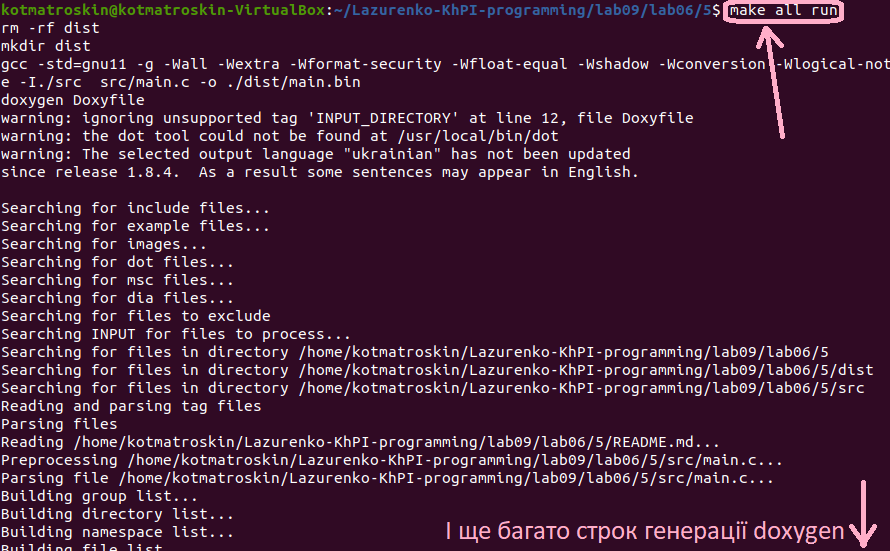 kotmatroskin@kotmatroskin-VirtualBox:~/Lazurenko-KhPI-programming/lab09/lab06/5$ make all run
rm -rf dist
mkdir dist
gcc -std=gnu11 -g -Wall -Wextra -Wformat-security -Wfloat-equal -Wshadow -Wconversion -Wlogical-not
e -I./src  src/main.c -o ./dist/main.bin
doxygen Doxyfile
warning: ignoring unsupported tag 'INPUT_DIRECTORY' at line 12, file Doxyfile
warning: the dot tool could not be found at /usr/local/bin/dot
warning: The selected output language "ukrainian" has not been updated
since release 1.8.4.  As a result some sentences may appear in English.
Searching for include files...
Searching for example files...
Searching for images...
Searching for dot files...
Searching for msc files...
Searching for dia files...
Searching for files to exclude
Searching INPUT for files to process...
Searching for files in directory /home/kotmatroskin/Lazurenko-KhPI-programming/lab09/lab06/5
Searching for files in directory /home/kotmatroskin/Lazurenko-KhPI-programming/lab09/lab06/5/dist
Searching for files in directory /home/kotmatroskin/Lazurenko-KhPI-programming/lab09/lab06/5/src
Reading and parsing tag files
Parsing files
Reading /home/kotmatroskin/Lazurenko-KhPI-programming/lab09/lab06/5/README.md...
Preprocessing /home/kotmatroskin/Lazurenko-KhPI-programming/lab09/lab06/5/src/main.c...
Parsing file /home/kotmatroskin/Lazurenko-KhPI-programming/lab09/lab06/5/src/main.c...
Building group list...
Building directory list...
Building namespace list...
Building file list
І ще багато строк генерації doxygen